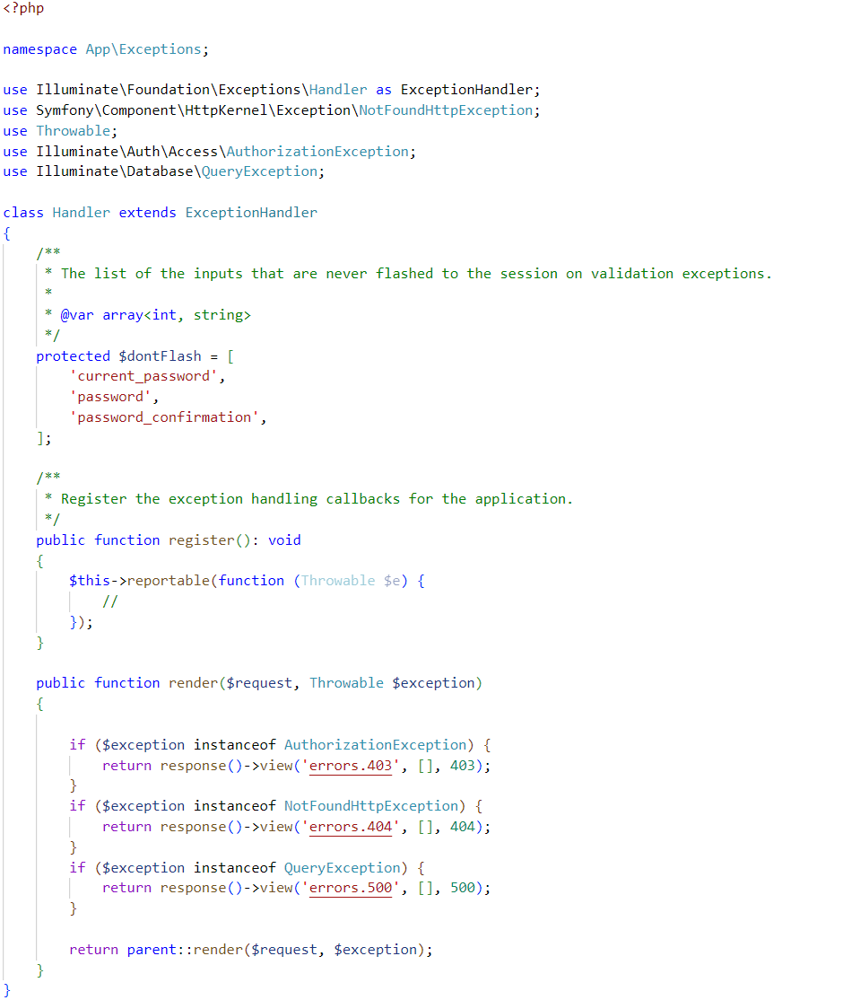 <?php

namespace App\Exceptions;

use Illuminate\Foundation\Exceptions\Handler as ExceptionHandler;
use Symfony\Component\HttpKernel\Exception\NotFoundHttpException;
use Throwable;
use Illuminate\Auth\Access\AuthorizationException;
use Illuminate\Database\QueryException;

class Handler extends ExceptionHandler
{
    /**
     * The list of the inputs that are never flashed to the session on validation exceptions.
     *
     * @var array<int, string>
     */
    protected $dontFlash = [
        'current_password',
        'password',
        'password_confirmation',
    ];

    /**
     * Register the exception handling callbacks for the application.
     */
    public function register(): void
    {
        $this->reportable(function (Throwable $e) {
            //
        });
    }

    public function render($request, Throwable $exception)
    {

        if ($exception instanceof AuthorizationException) {
            return response()->view('errors.403', [], 403);
        }
        if ($exception instanceof NotFoundHttpException) {
            return response()->view('errors.404', [], 404);
        }
        if ($exception instanceof QueryException) {
            return response()->view('errors.500', [], 500);
        }

        return parent::render($request, $exception);
    }
}